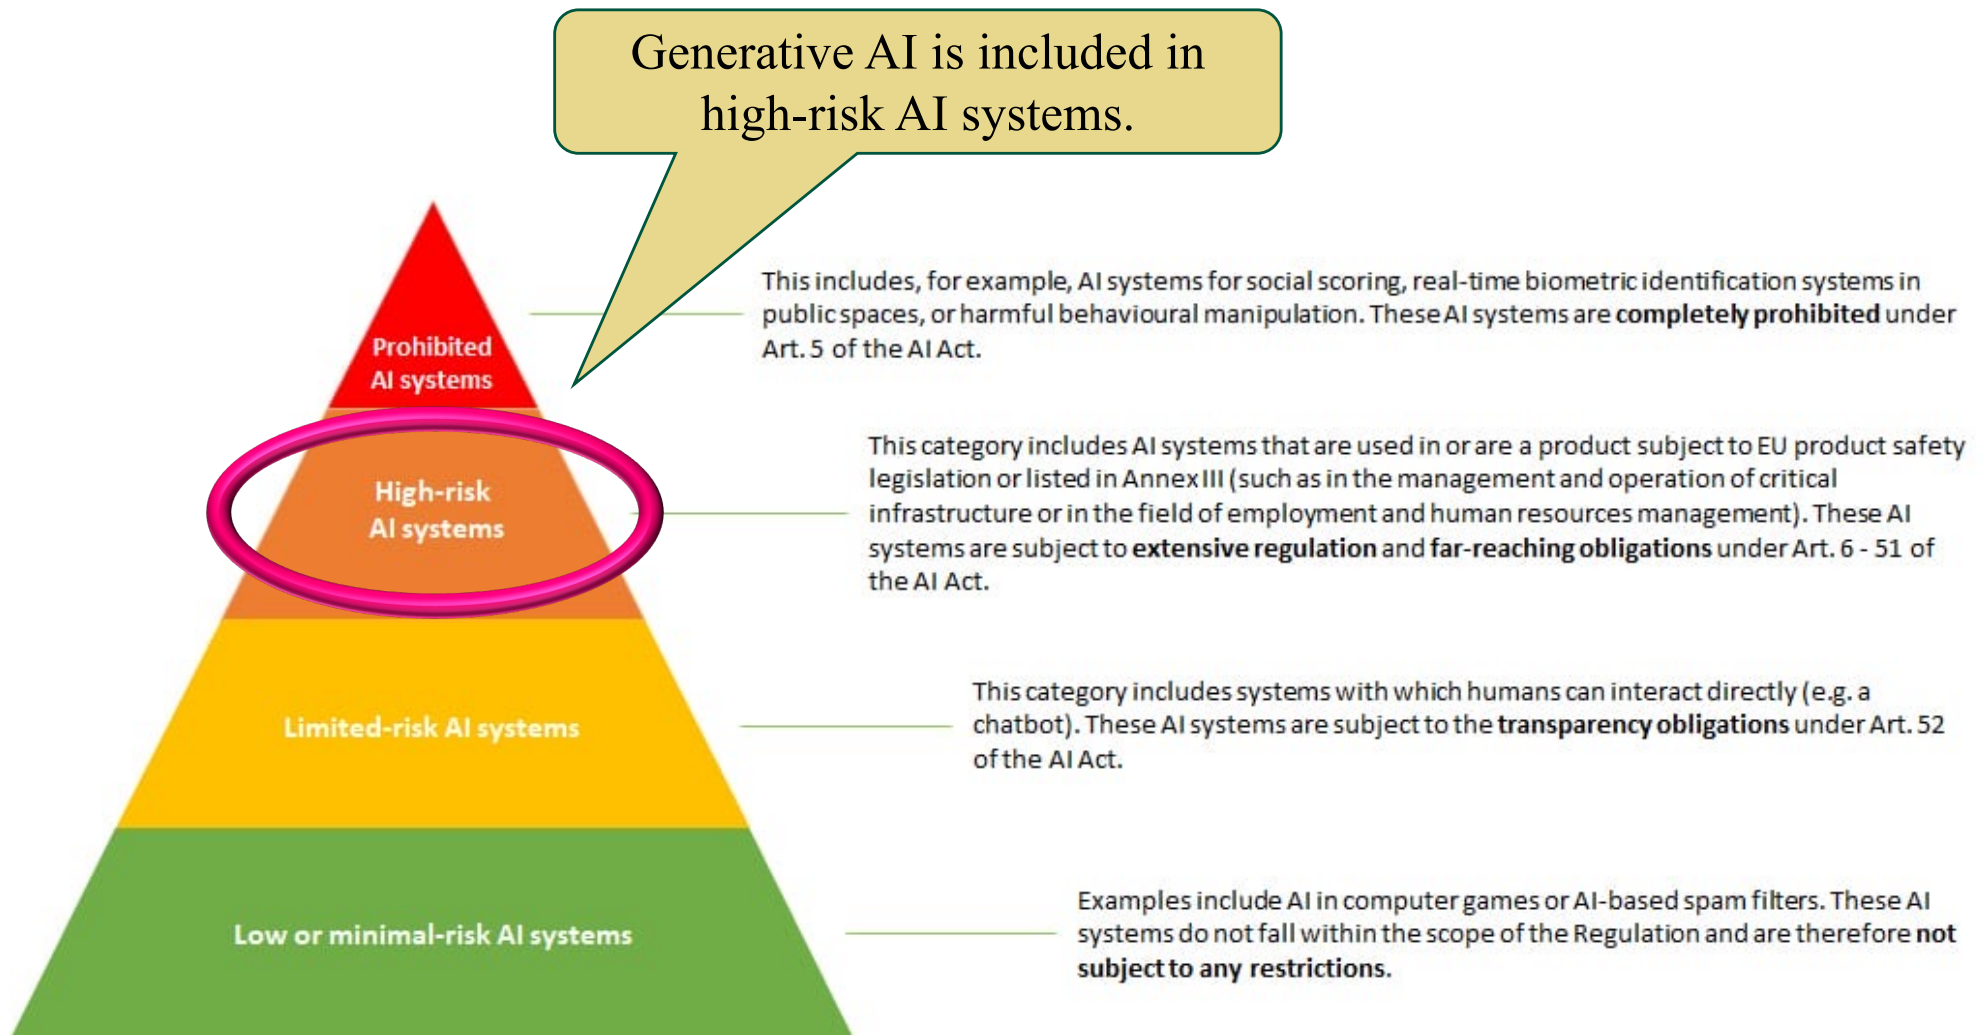 Generative AI is included in
high-risk AI systems.
Prohibited
AI systems
This includes, for example, AI systems for social scoring, real-time biometric identification systems in
public spaces, or harmful behavioural manipulation. These AI systems are completely prohibited under
Art. 5 of the AI Act.
High-risk
AI systems
This category includes AI systems that are used in or are a product subject to EU product safety
legislation or listed in Annex III (such as in the management and operation of critical
infrastructure or in the field of employment and human resources management). These AI
systems are subject to extensive regulation and far-reaching obligations under Art. 6 - 51 of
the AI Act.
Limited-risk AI systems
This category includes systems with which humans can interact directly (e.g. a
chatbot). These AI systems are subject to the transparency obligations under Art. 52
of the AI Act.
Low or minimal-risk AI systems
Examples include AI in computer games or AI-based spam filters. These AI
systems do not fall within the scope of the Regulation and are therefore not
subject to any restrictions.